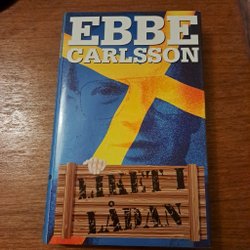 EBBE
CARLSSON
LIKET I
LÅDAN